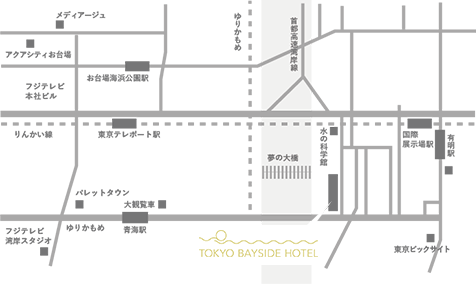 メディアージュ
アクアシティお台場
ゆりかもめ
首都高速湾岸線
お台場海浜公園駅
フジテレビ
本社ビル
りんかい線
東京テレポート駅
水の科学館
国際
展示場駅
有明駅
夢の大橋
パレットタウン
大観覧車
フジテレビ
湾岸スタジオ
ゆりかもめ
青海駅
東京ビックサイト
TOKYO BAYSIDE HOTEL